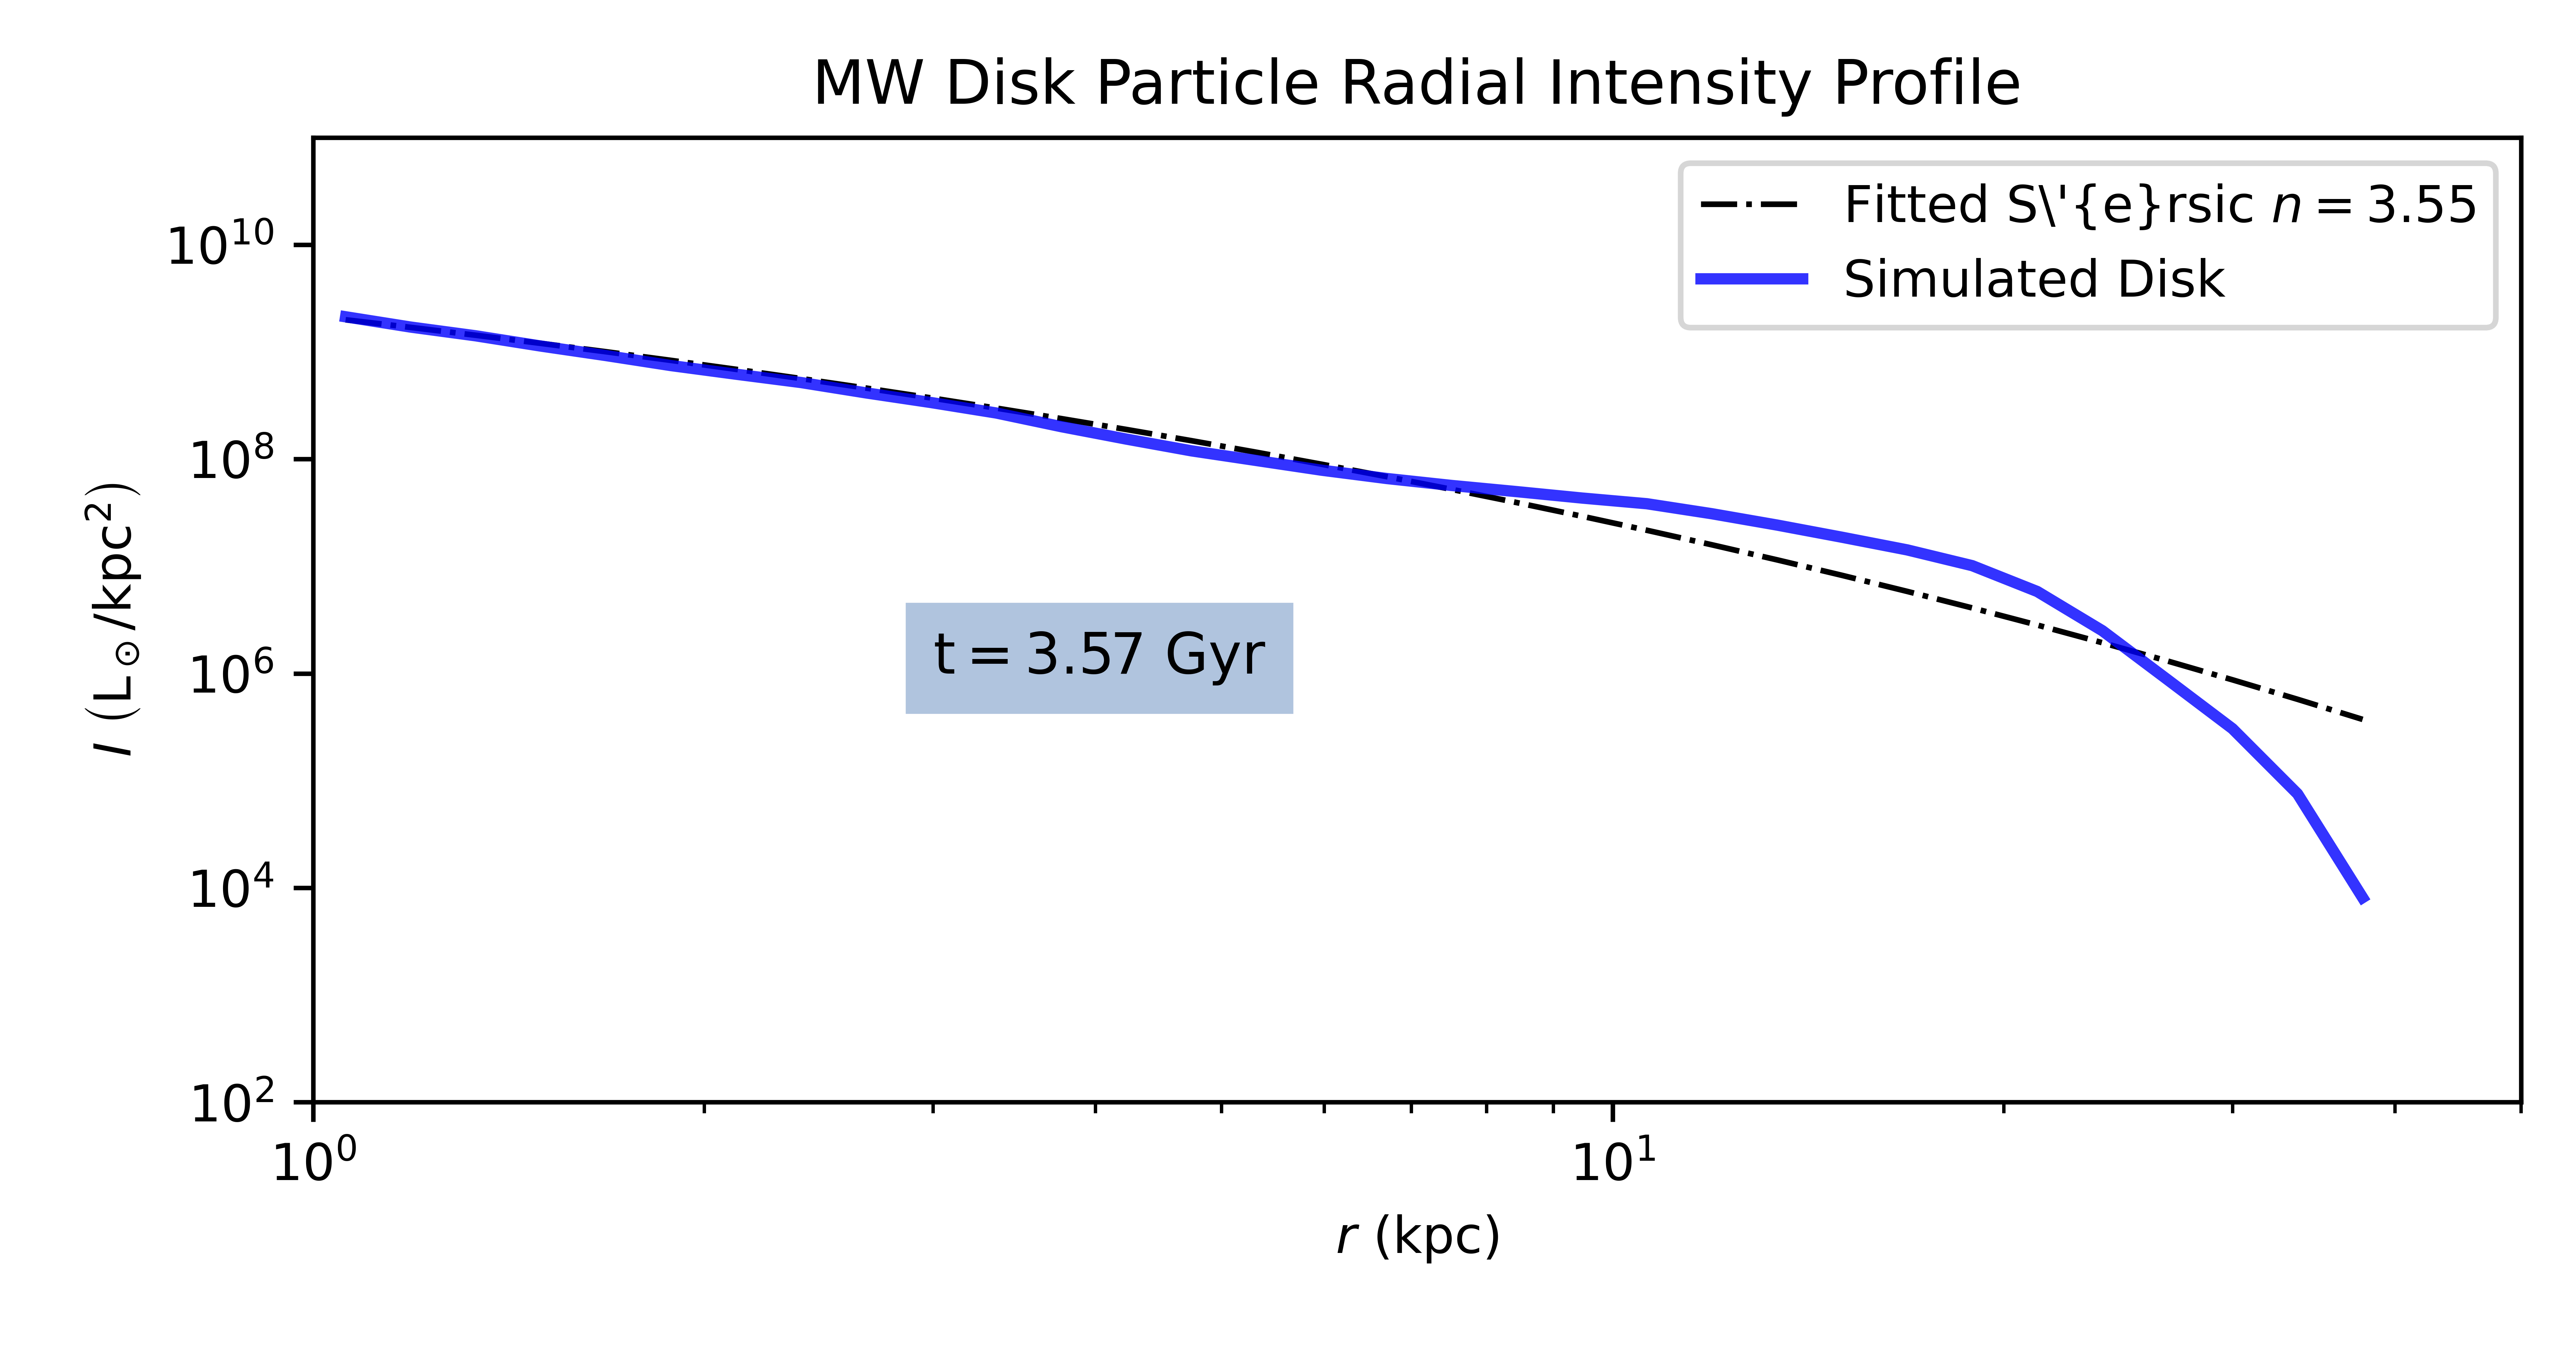 MW Disk Particle Radial Intensity Profile
Fitted S\'{e}rsic n = 3.55
Simulated Disk
I (L⊙/kpc²)
10¹⁰
10⁸
10⁶
10⁴
10²
t = 3.57 Gyr
10⁰ 10¹
r (kpc)